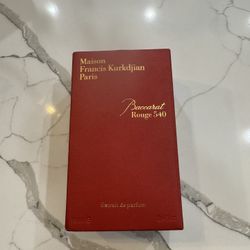 Maison
Francis Kurkdjian
Paris
Baccarat
Rouge 540
Extrait de parfum